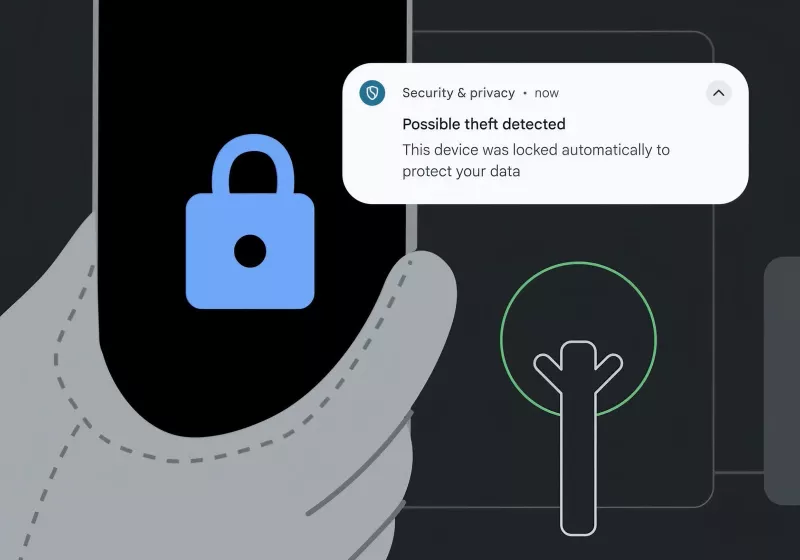 Security & privacy • now
Possible theft detected
This device was locked automatically to
protect your data